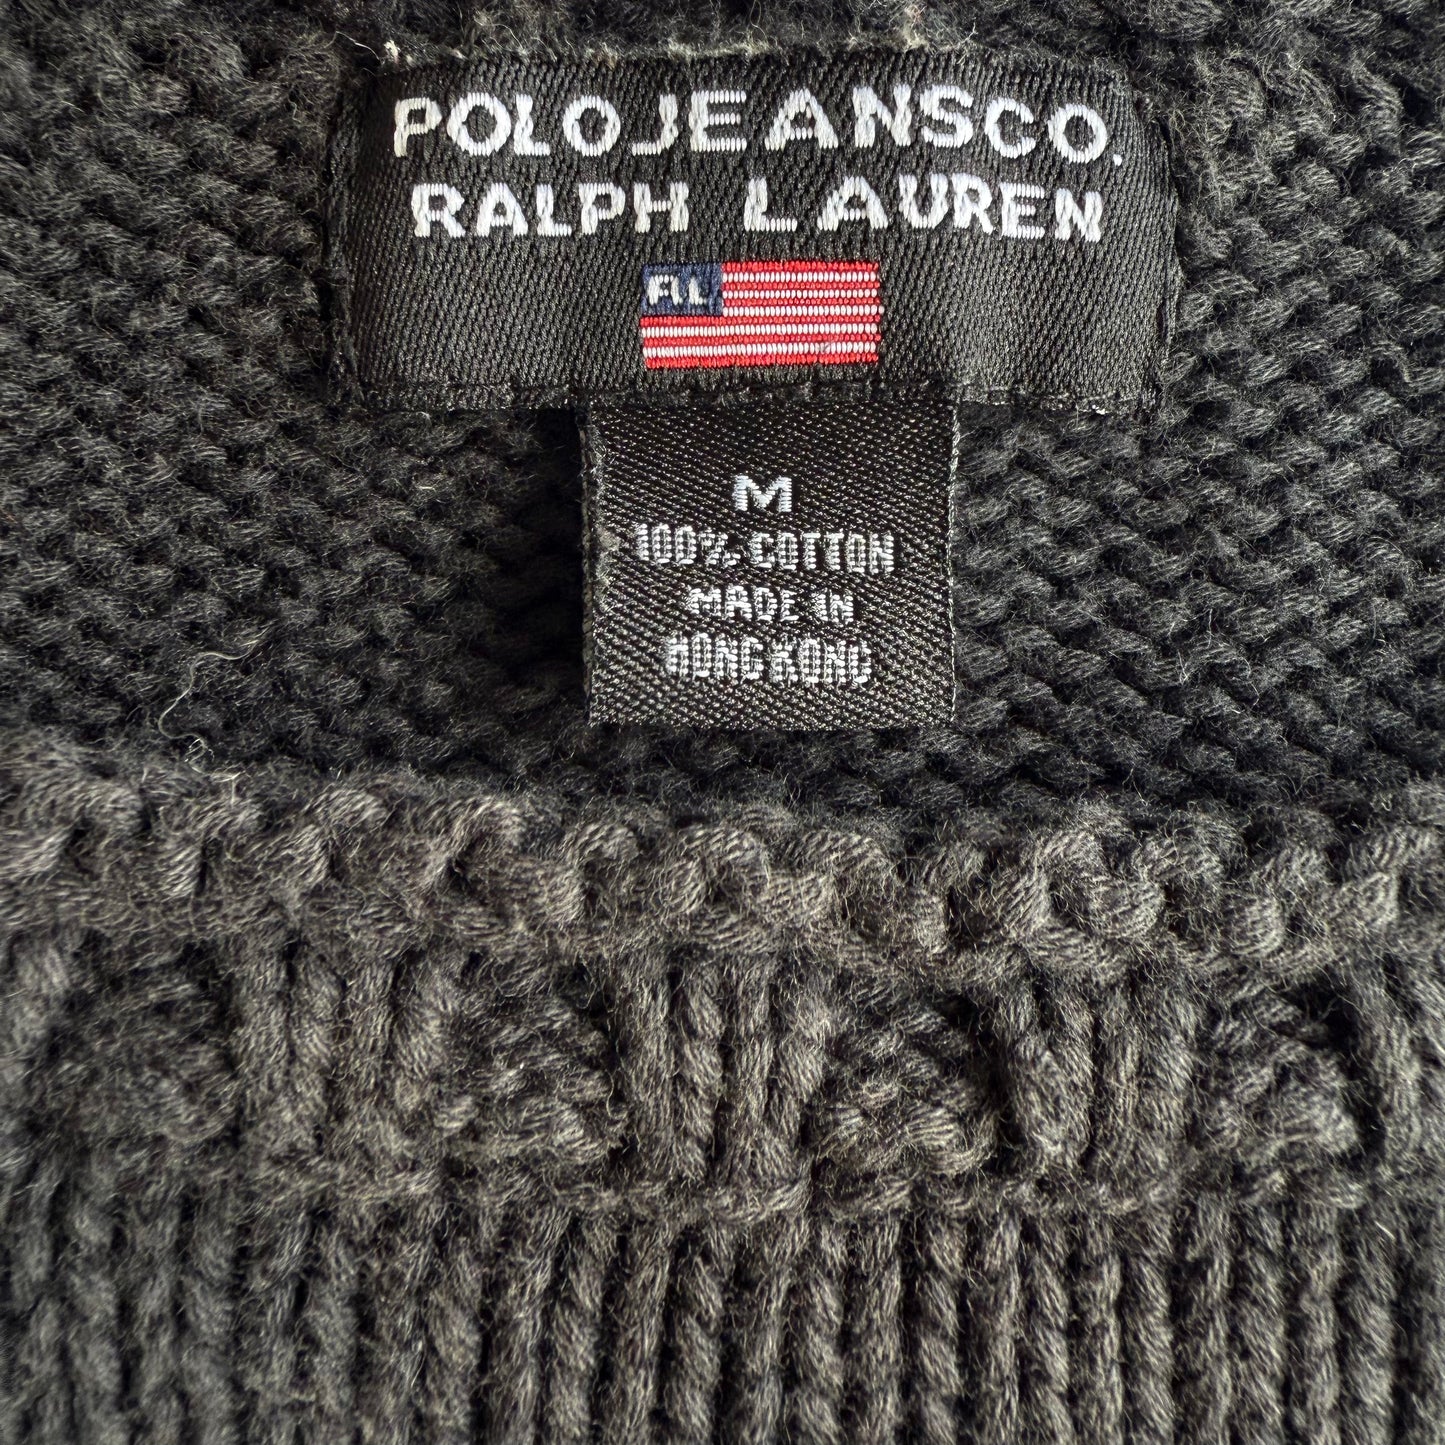 POLO JEANS CO.
RALPH LAUREN
RL
M
100% COTTON
MADE IN
HONG KONG